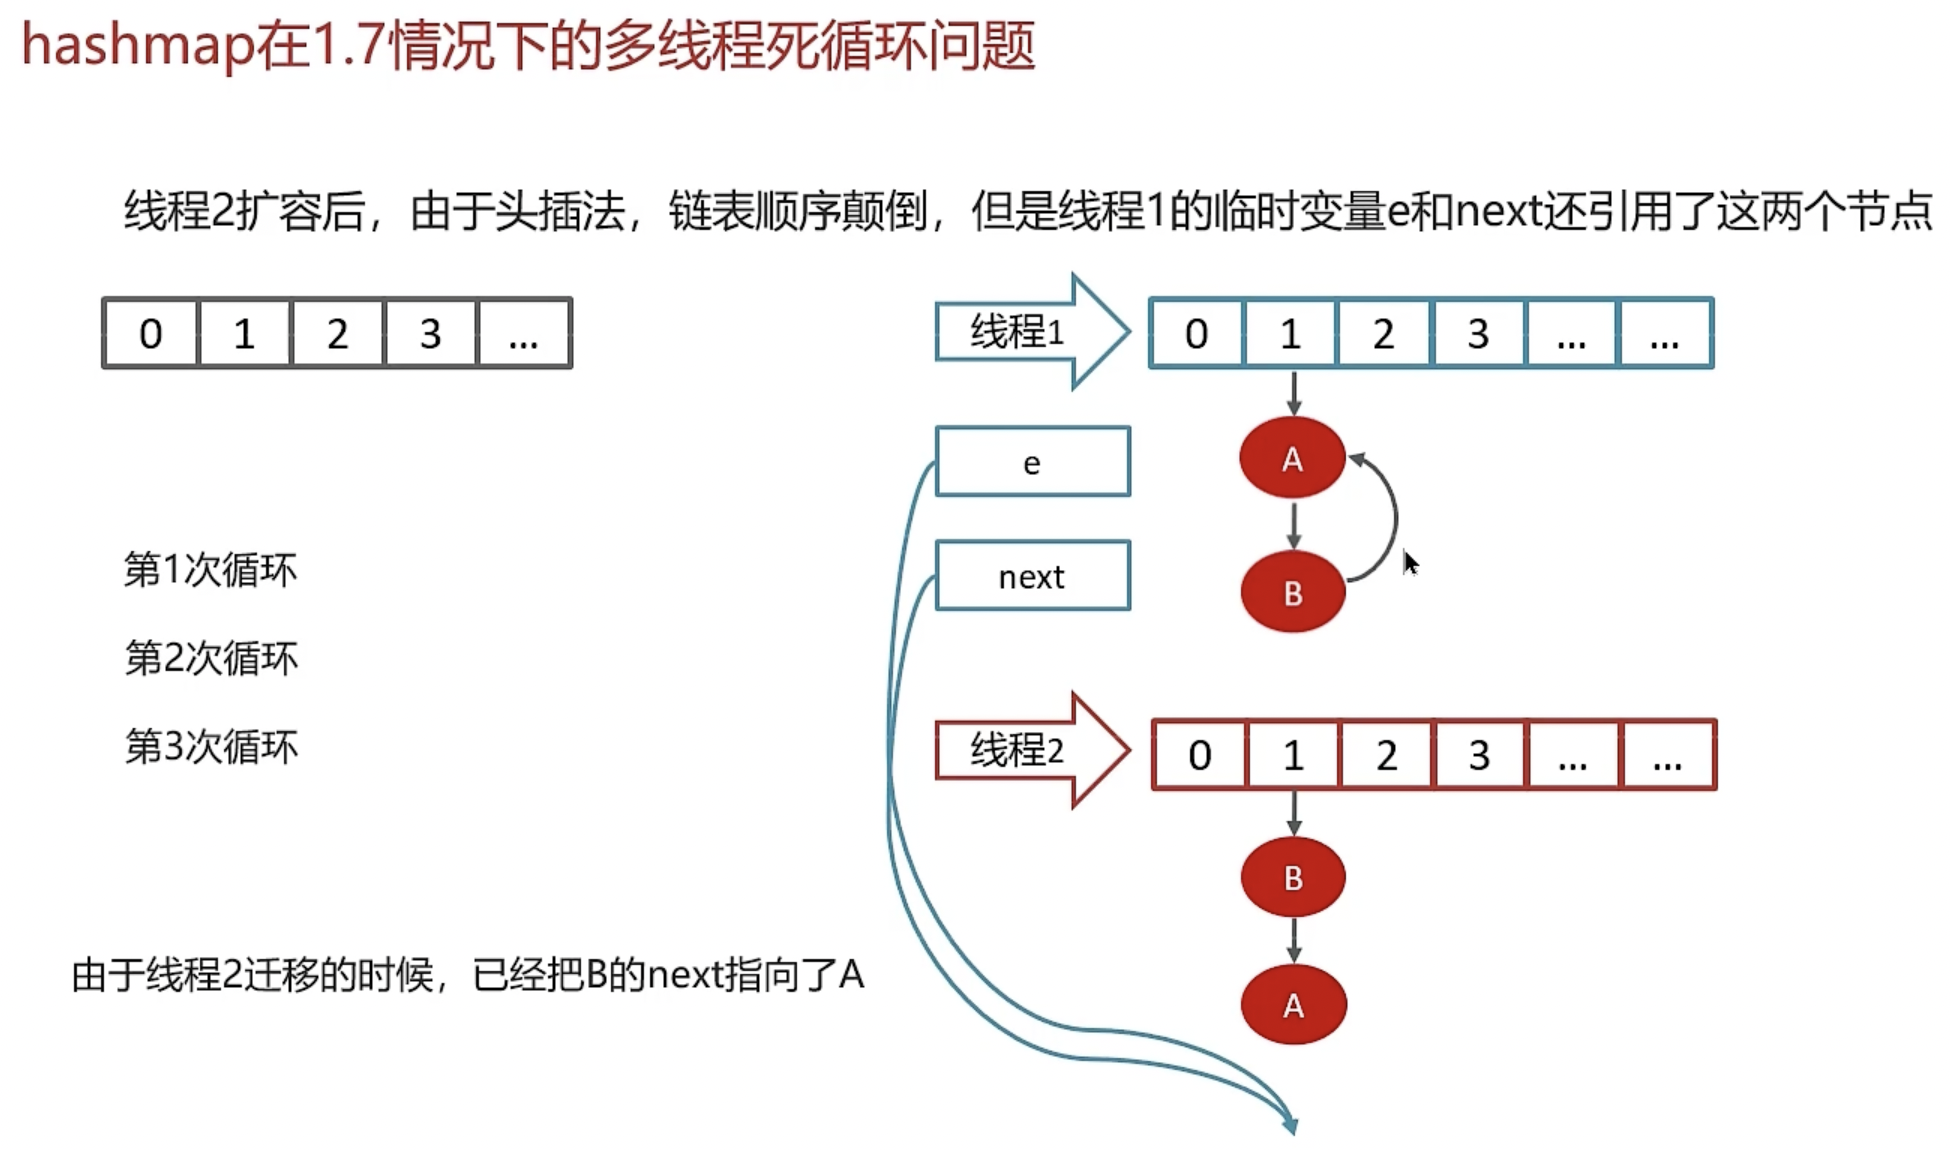 hashmap在1.7情况下的多线程死循环问题
线程2扩容后，由于头插法，链表顺序颠倒，但是线程1的临时变量e和next还引用了这两个节点
0 1 2 3 ...
线程1
0 1 2 3 ... ...
e
A
next
B
第1次循环
第2次循环
第3次循环
线程2
0 1 2 3 ... ...
B
由于线程2迁移的时候，已经把B的next指向了A
A